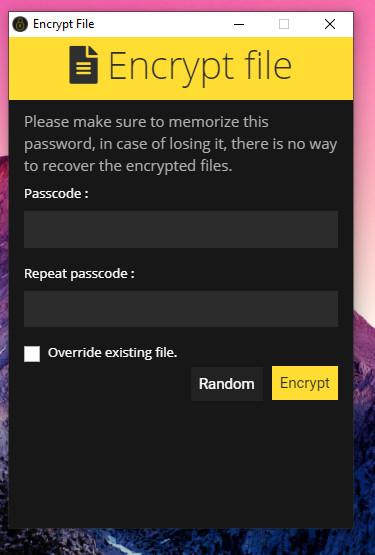 Encrypt File
Encrypt file
Please make sure to memorize this
password, in case of losing it, there is no way
to recover the encrypted files.
Passcode :
Repeat passcode :
Override existing file.
Random Encrypt